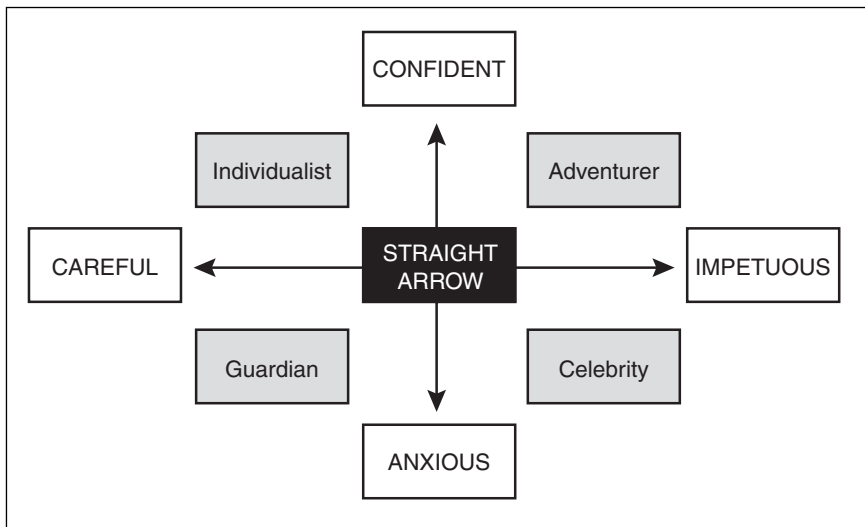 CONFIDENT
Individualist
Adventurer
CAREFUL
STRAIGHT
ARROW
IMPETUOUS
Guardian
Celebrity
ANXIOUS